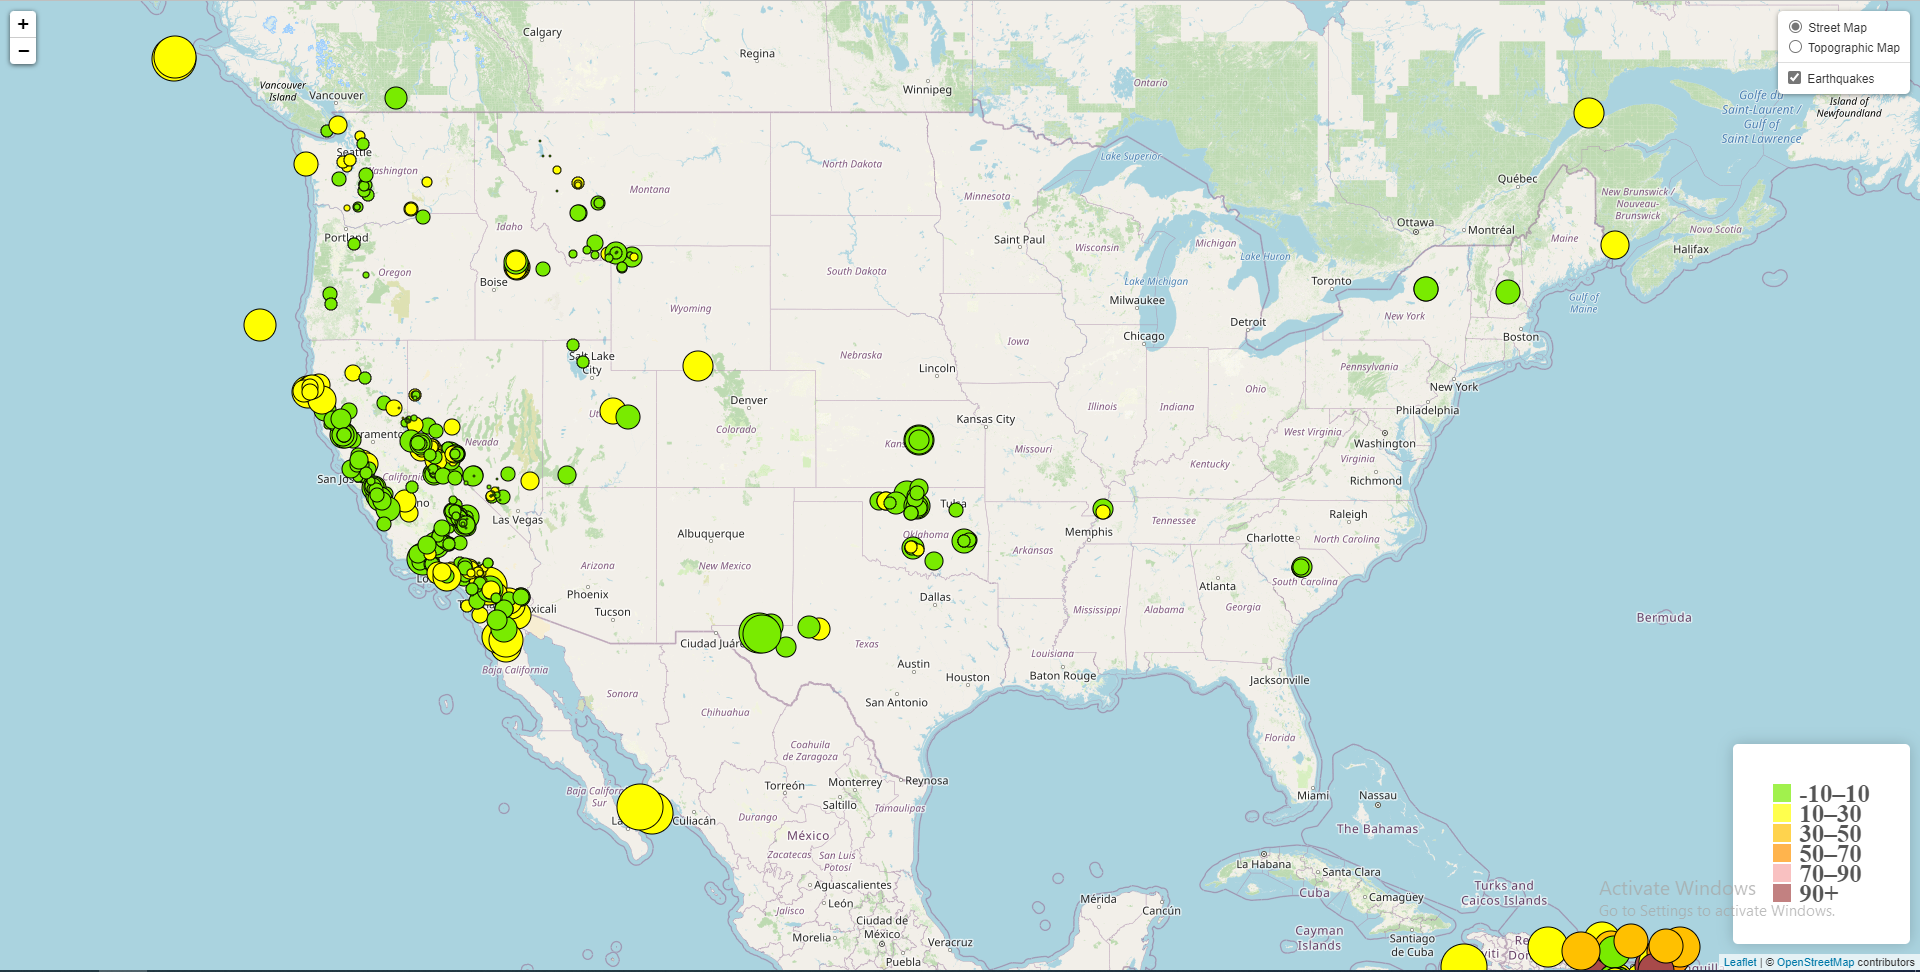 +
−
Street Map
Topographic Map
Earthquakes
Calgary
Regina
Winnipeg
Ontario
Golfe du
Saint-Laurent /
Gulf of
Saint Lawrence
Island of
Newfoundland
Vancouver
Island
Vancouver
Seattle
Washington
Montana
North Dakota
Minnesota
Lake Superior
Québec
New Brunswick /
Nouveau-
Brunswick
Nova Scotia
Halifax
Maine
Ottawa
Montréal
Portland
Oregon
Idaho
Boise
Saint Paul
Wisconsin
Michigan
Lake Huron
Toronto
South Dakota
Lake Michigan
Milwaukee
Gulf of
Maine
Wyoming
New York
Detroit
Chicago
Boston
Salt Lake
City
Nebraska
Iowa
Lincoln
Pennsylvania
New York
Denver
Colorado
Ohio
Illinois
Indiana
Philadelphia
Kansas City
West Virginia
Washington
Nevada
Missouri
Virginia
Kentucky
Richmond
California
Las Vegas
Tulsa
Raleigh
Tennessee
Memphis
Charlotte
North Carolina
Albuquerque
Oklahoma
Arkansas
Arizona
New Mexico
South Carolina
Atlanta
Phoenix
Tucson
Dallas
Mississippi
Alabama
Georgia
Bermuda
Texas
Louisiana
Baja California
Austin
Houston
Baton Rouge
Jacksonville
Sonora
San Antonio
Chihuahua
Florida
Coahuila
de Zaragoza
Torreón
Monterrey
Reynosa
Saltillo
Tamaulipas
Miami
Nassau
Culiacán
Durango
México
The Bahamas
Zacatecas
San Luis
Potosí
La Habana
Santa Clara
Aguascalientes
Cuba
Camagüey
Turks and
Caicos Islands
León
Jalisco
Mérida
Cancún
Ciudad de
México
Morelia
Veracruz
Puebla
Cayman
Islands
Santiago
de Cuba
-10–10
10–30
30–50
50–70
70–90
90+
Activate Windows
Go to Settings to activate Windows.
Leaflet | © OpenStreetMap contributors